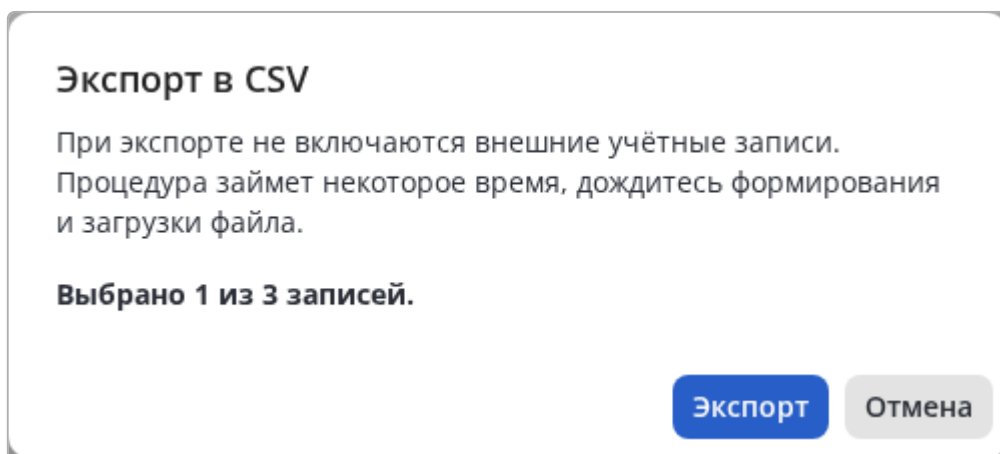 Экспорт в CSV
При экспорте не включаются внешние учётные записи.
Процедура займет некоторое время, дождитесь формирования
и загрузки файла.
Выбрано 1 из 3 записей.
Экспорт
Отмена